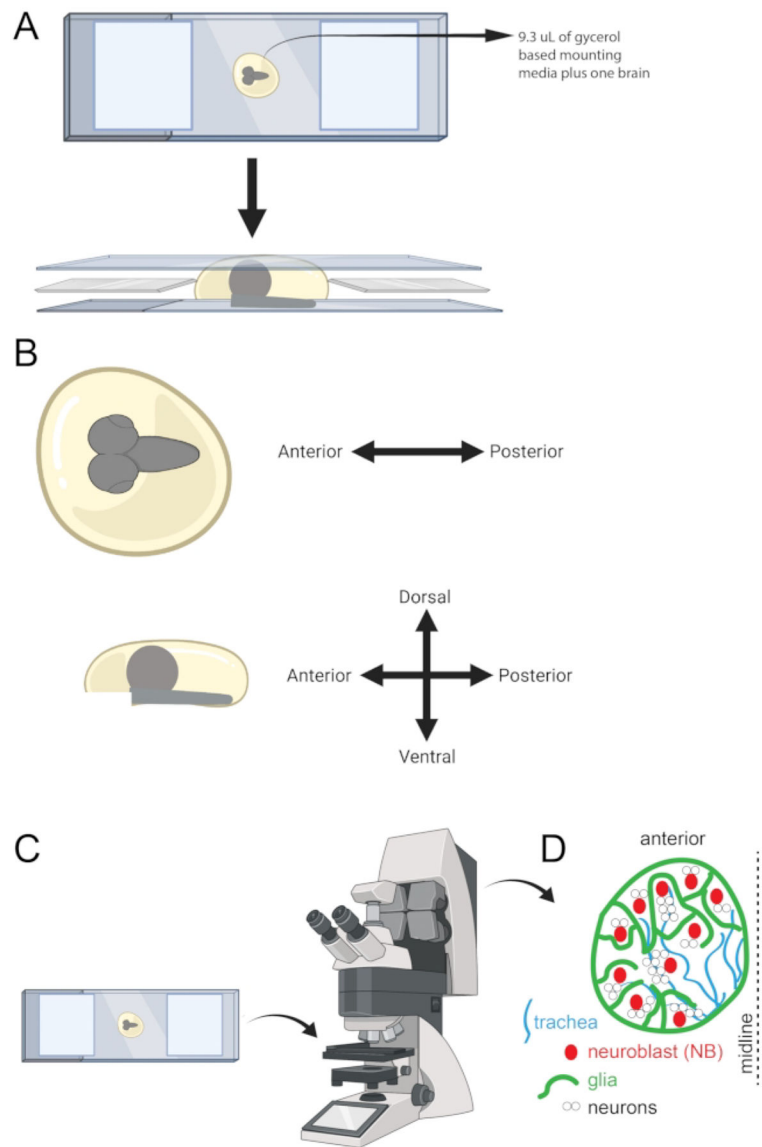 A
9.3 uL of gycerol
based mounting
media plus one brain
B
Anterior
Posterior
Dorsal
Anterior
Posterior
Ventral
C
D
anterior
midline
trachea
neuroblast (NB)
glia
neurons